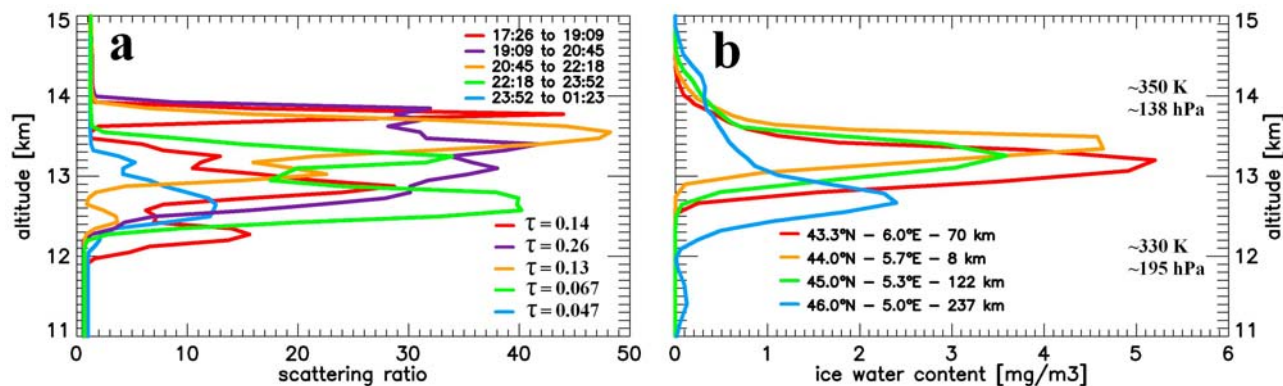 a
b
17:26 to 19:09
19:09 to 20:45
20:45 to 22:18
22:18 to 23:52
23:52 to 01:23
τ = 0.14
τ = 0.26
τ = 0.13
τ = 0.067
τ = 0.047
15
14
13
12
11
altitude [km]
0 10 20 30 40 50
scattering ratio
~350 K
~138 hPa
~330 K
~195 hPa
43.3°N – 6.0°E – 70 km
44.0°N – 5.7°E – 8 km
45.0°N – 5.3°E – 122 km
46.0°N – 5.0°E – 237 km
15
14
13
12
11
altitude [km]
0 1 2 3 4 5 6
ice water content [mg/m3]